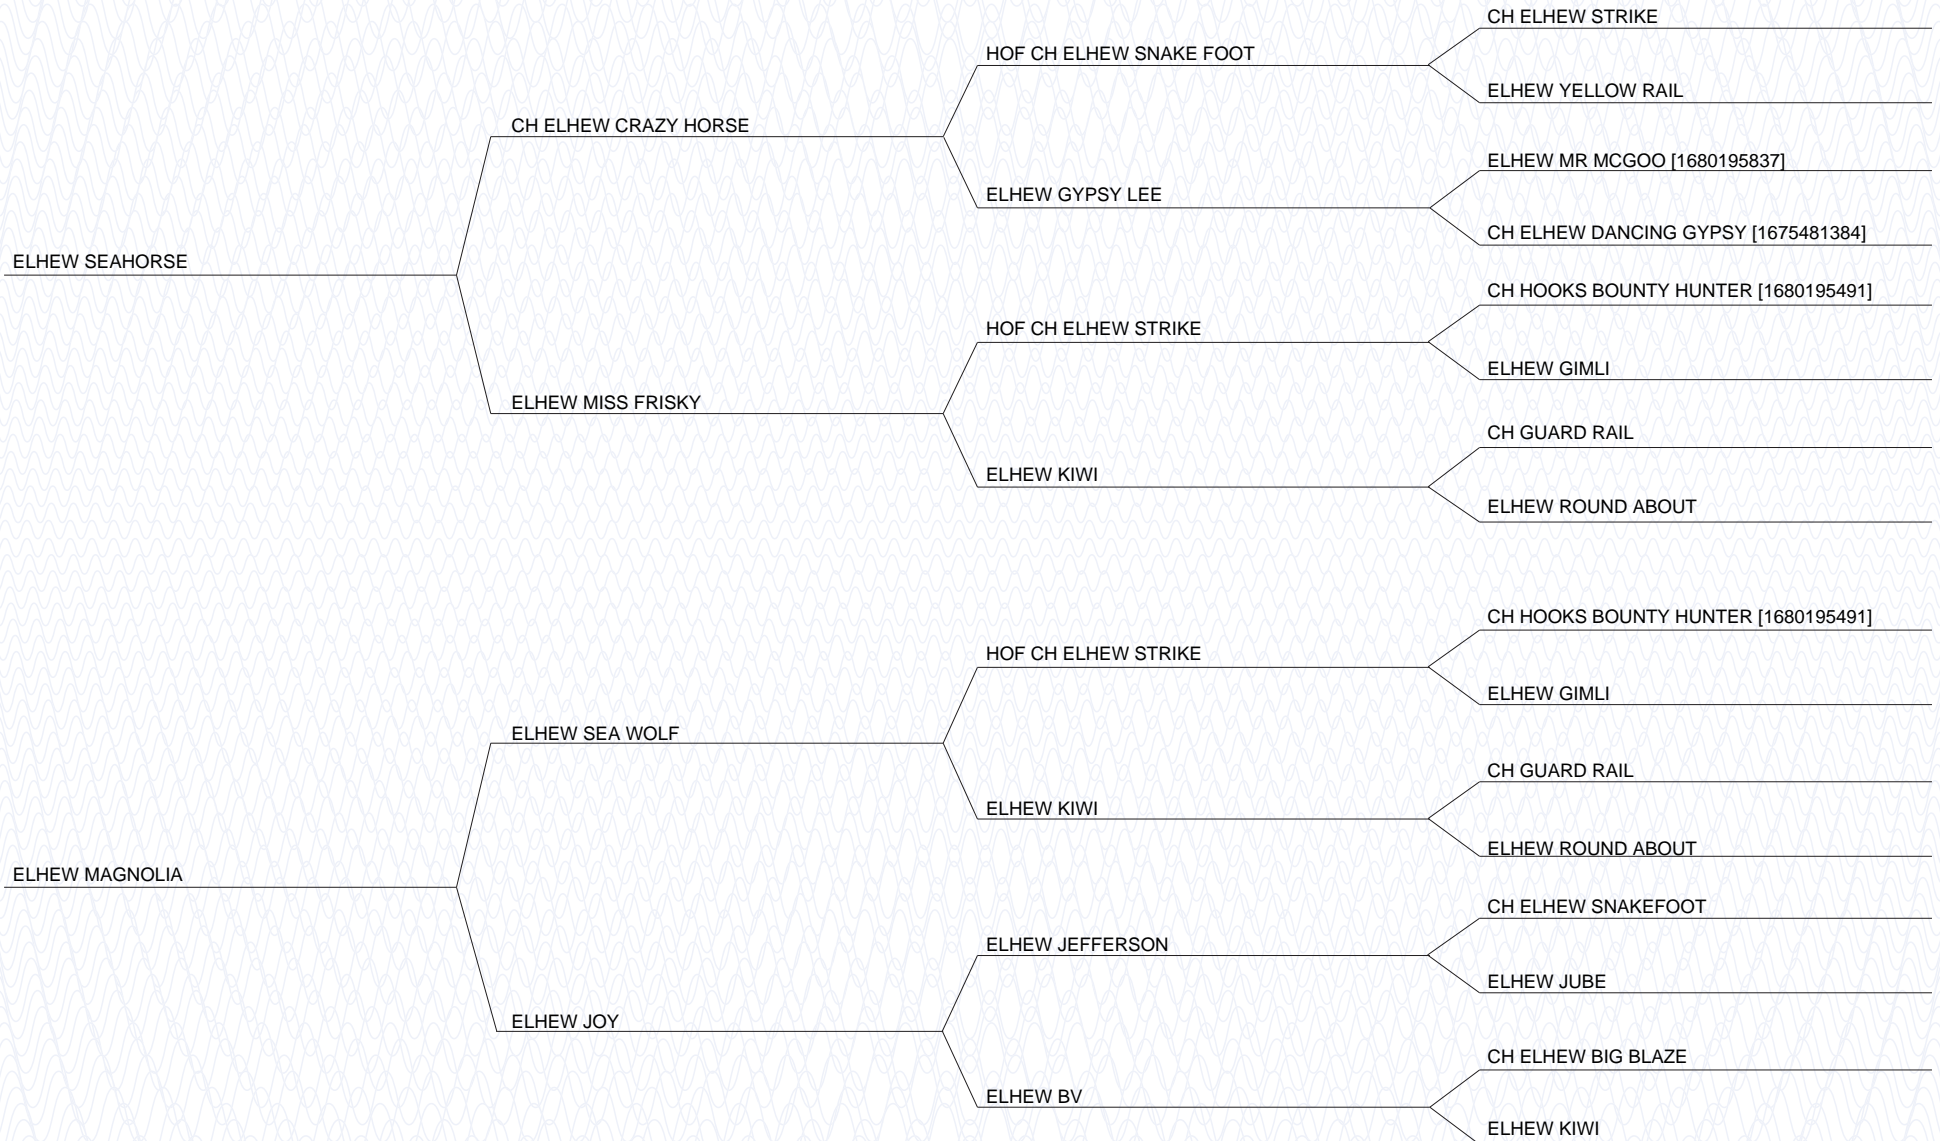 CH ELHEW STRIKE
HOF CH ELHEW SNAKE FOOT
ELHEW YELLOW RAIL
CH ELHEW CRAZY HORSE
ELHEW MR MCGOO [1680195837]
ELHEW GYPSY LEE
CH ELHEW DANCING GYPSY [1675481384]
ELHEW SEAHORSE
CH HOOKS BOUNTY HUNTER [1680195491]
HOF CH ELHEW STRIKE
ELHEW GIMLI
ELHEW MISS FRISKY
CH GUARD RAIL
ELHEW KIWI
ELHEW ROUND ABOUT
CH HOOKS BOUNTY HUNTER [1680195491]
HOF CH ELHEW STRIKE
ELHEW GIMLI
ELHEW SEA WOLF
CH GUARD RAIL
ELHEW KIWI
ELHEW ROUND ABOUT
ELHEW MAGNOLIA
CH ELHEW SNAKEFOOT
ELHEW JEFFERSON
ELHEW JUBE
ELHEW JOY
CH ELHEW BIG BLAZE
ELHEW BV
ELHEW KIWI